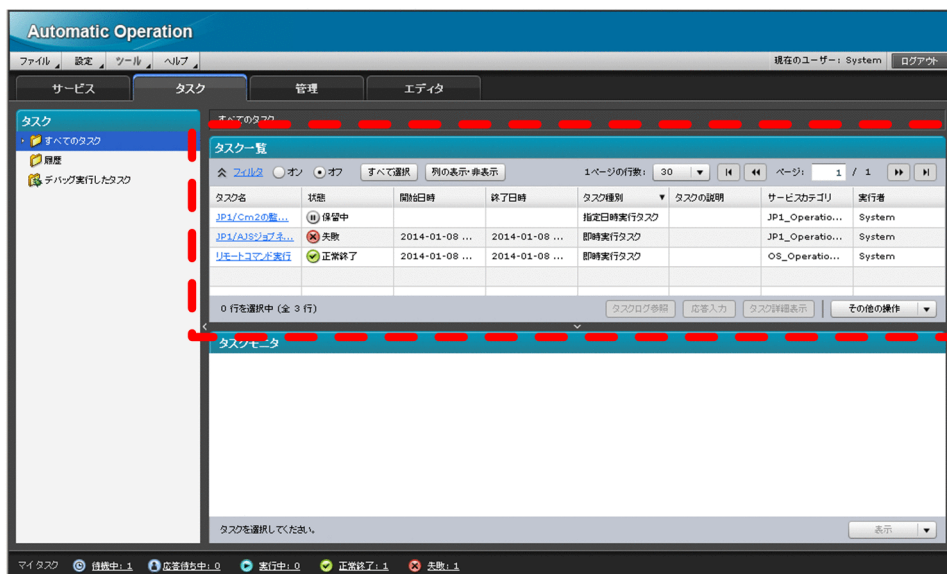 Automatic Operation
ファイル 設定 ツール ヘルプ 現在のユーザー: System ログアウト
サービス タスク 管理 エディタ
タスク
すべてのタスク
履歴
デバッグ実行したタスク
すべてのタスク
タスク一覧
フィルタ オン オフ すべて選択 列の表示・非表示 1ページの行数: 30 ページ: 1 / 1
タスク名 状態 開始日時 終了日時 タスク種別 タスクの説明 サービスカテゴリ 実行者
JP1/Cm2の監... 保留中 指定日時実行タスク JP1_Operatio... System
JP1/AJSジョブネ... 失敗 2014-01-08 ... 2014-01-08 ... 即時実行タスク JP1_Operatio... System
リモートコマンド実行 正常終了 2014-01-08 ... 2014-01-08 ... 即時実行タスク OS_Operatio... System
0 行を選択中 (全 3 行) タスクログ参照 応答入力 タスク詳細表示 その他の操作
タスクモニタ
タスクを選択してください。 表示
マイタスク 待機中: 1 応答待ち中: 0 実行中: 0 正常終了: 1 失敗: 1